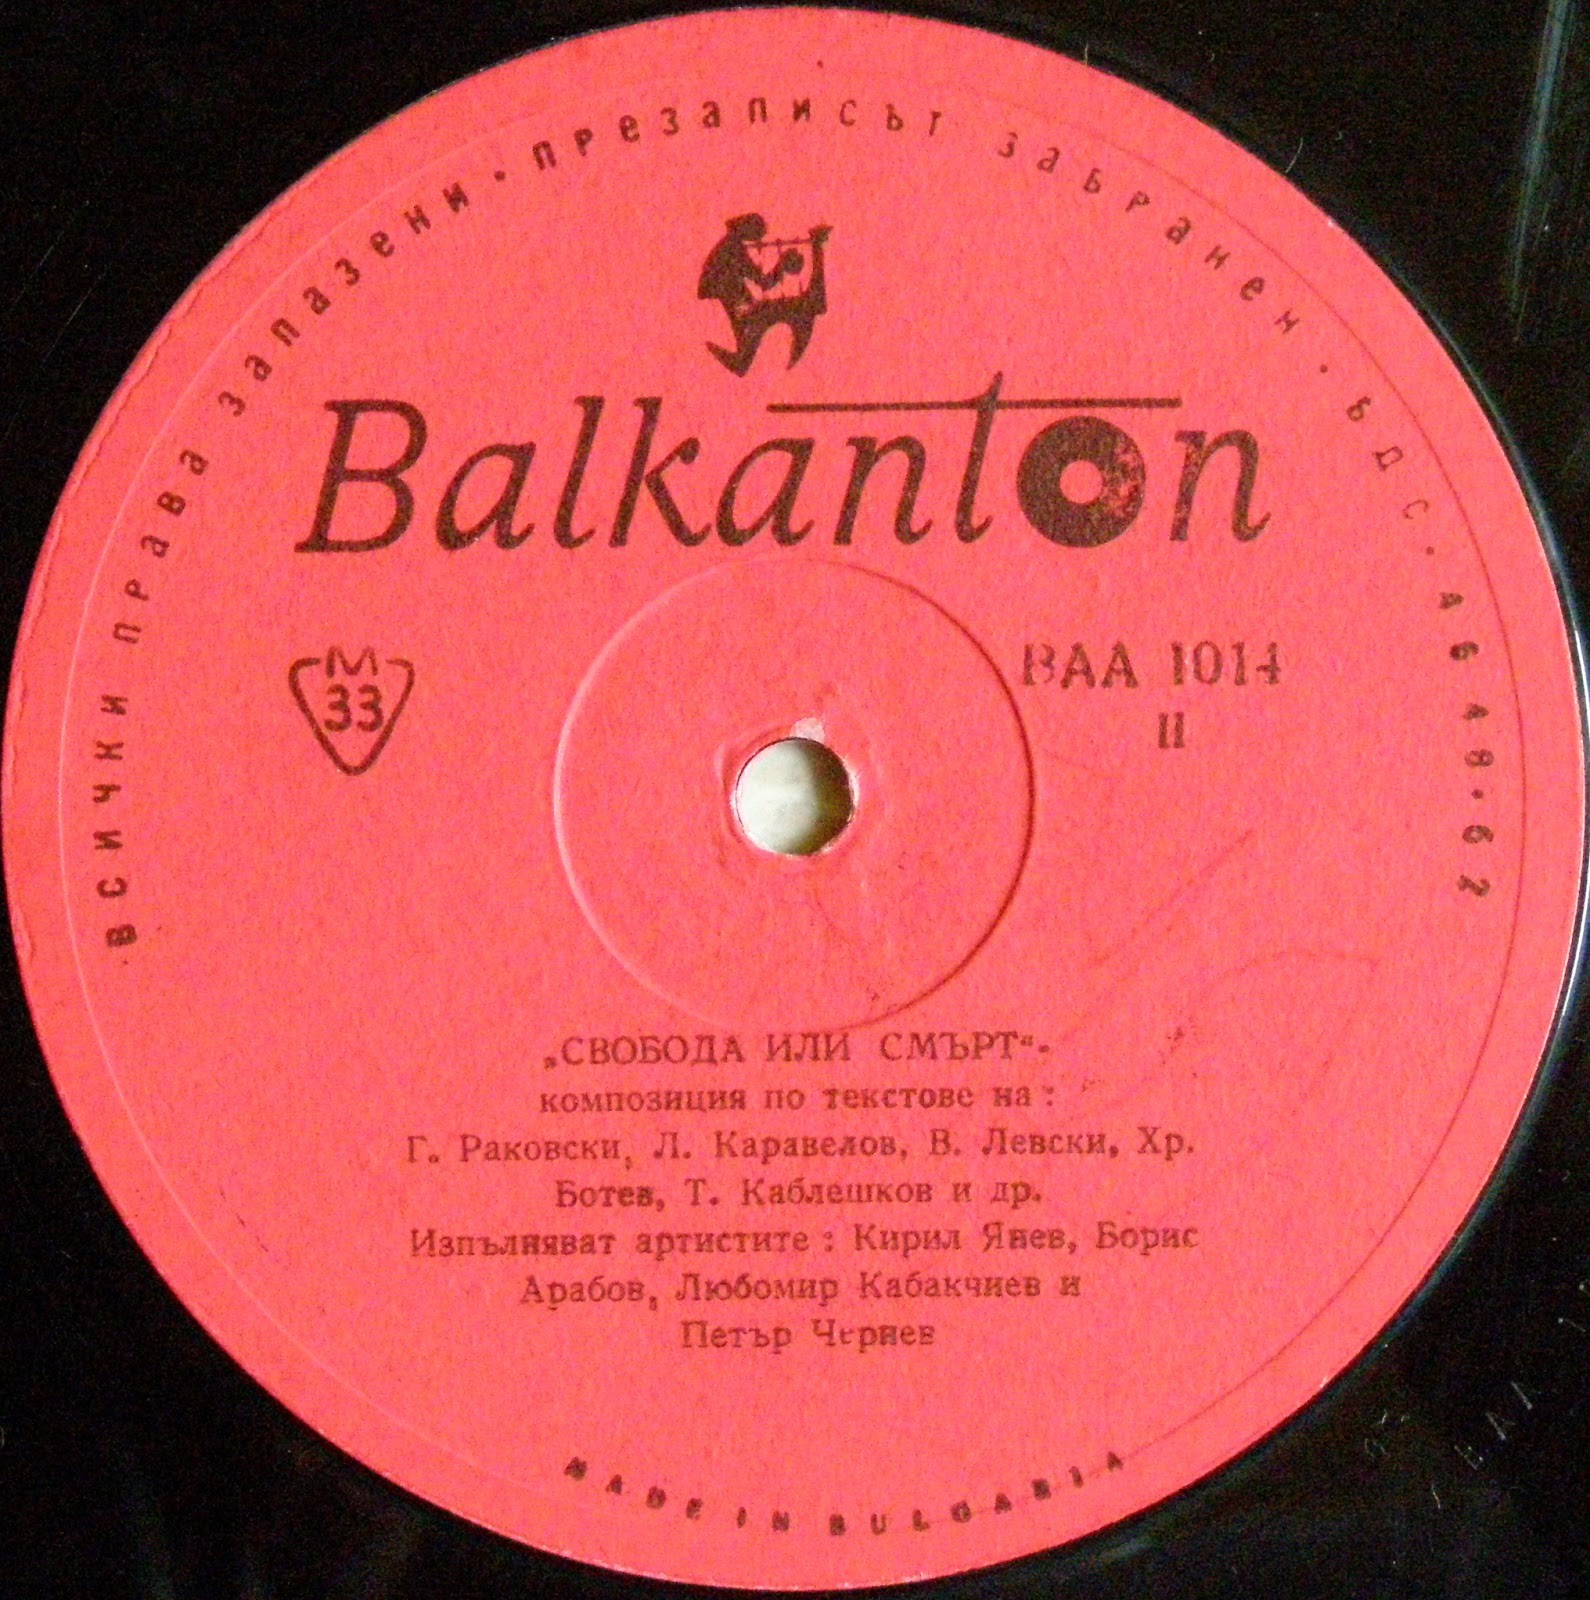 ВСИЧКИ ПРАВА ЗАПАЗЕНИ · ПРЕЗАПИСЪТ ЗАБРАНЕН · БДС · 4648·62
Balkanton
М
33
ВАА 1014
II
„СВОБОДА ИЛИ СМЪРТ“-
композиция по текстове на:
Г. Раковски, Л. Каравелов, В. Левски, Хр.
Ботев, Т. Каблешков и др.
Изпълняват артистите: Кирил Янев, Борис
Арабов, Любомир Кабакчиев и
Петър Чернев
MADE IN BULGARIA